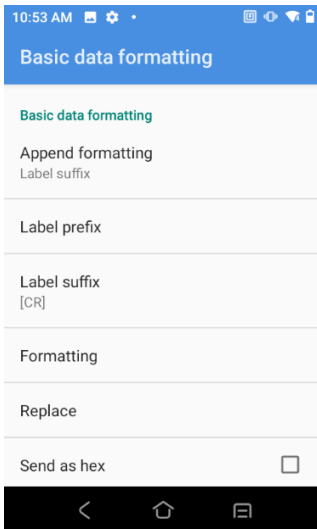 10:53 AM
Basic data formatting
Basic data formatting
Append formatting
Label suffix
Label prefix
Label suffix
[CR]
Formatting
Replace
Send as hex